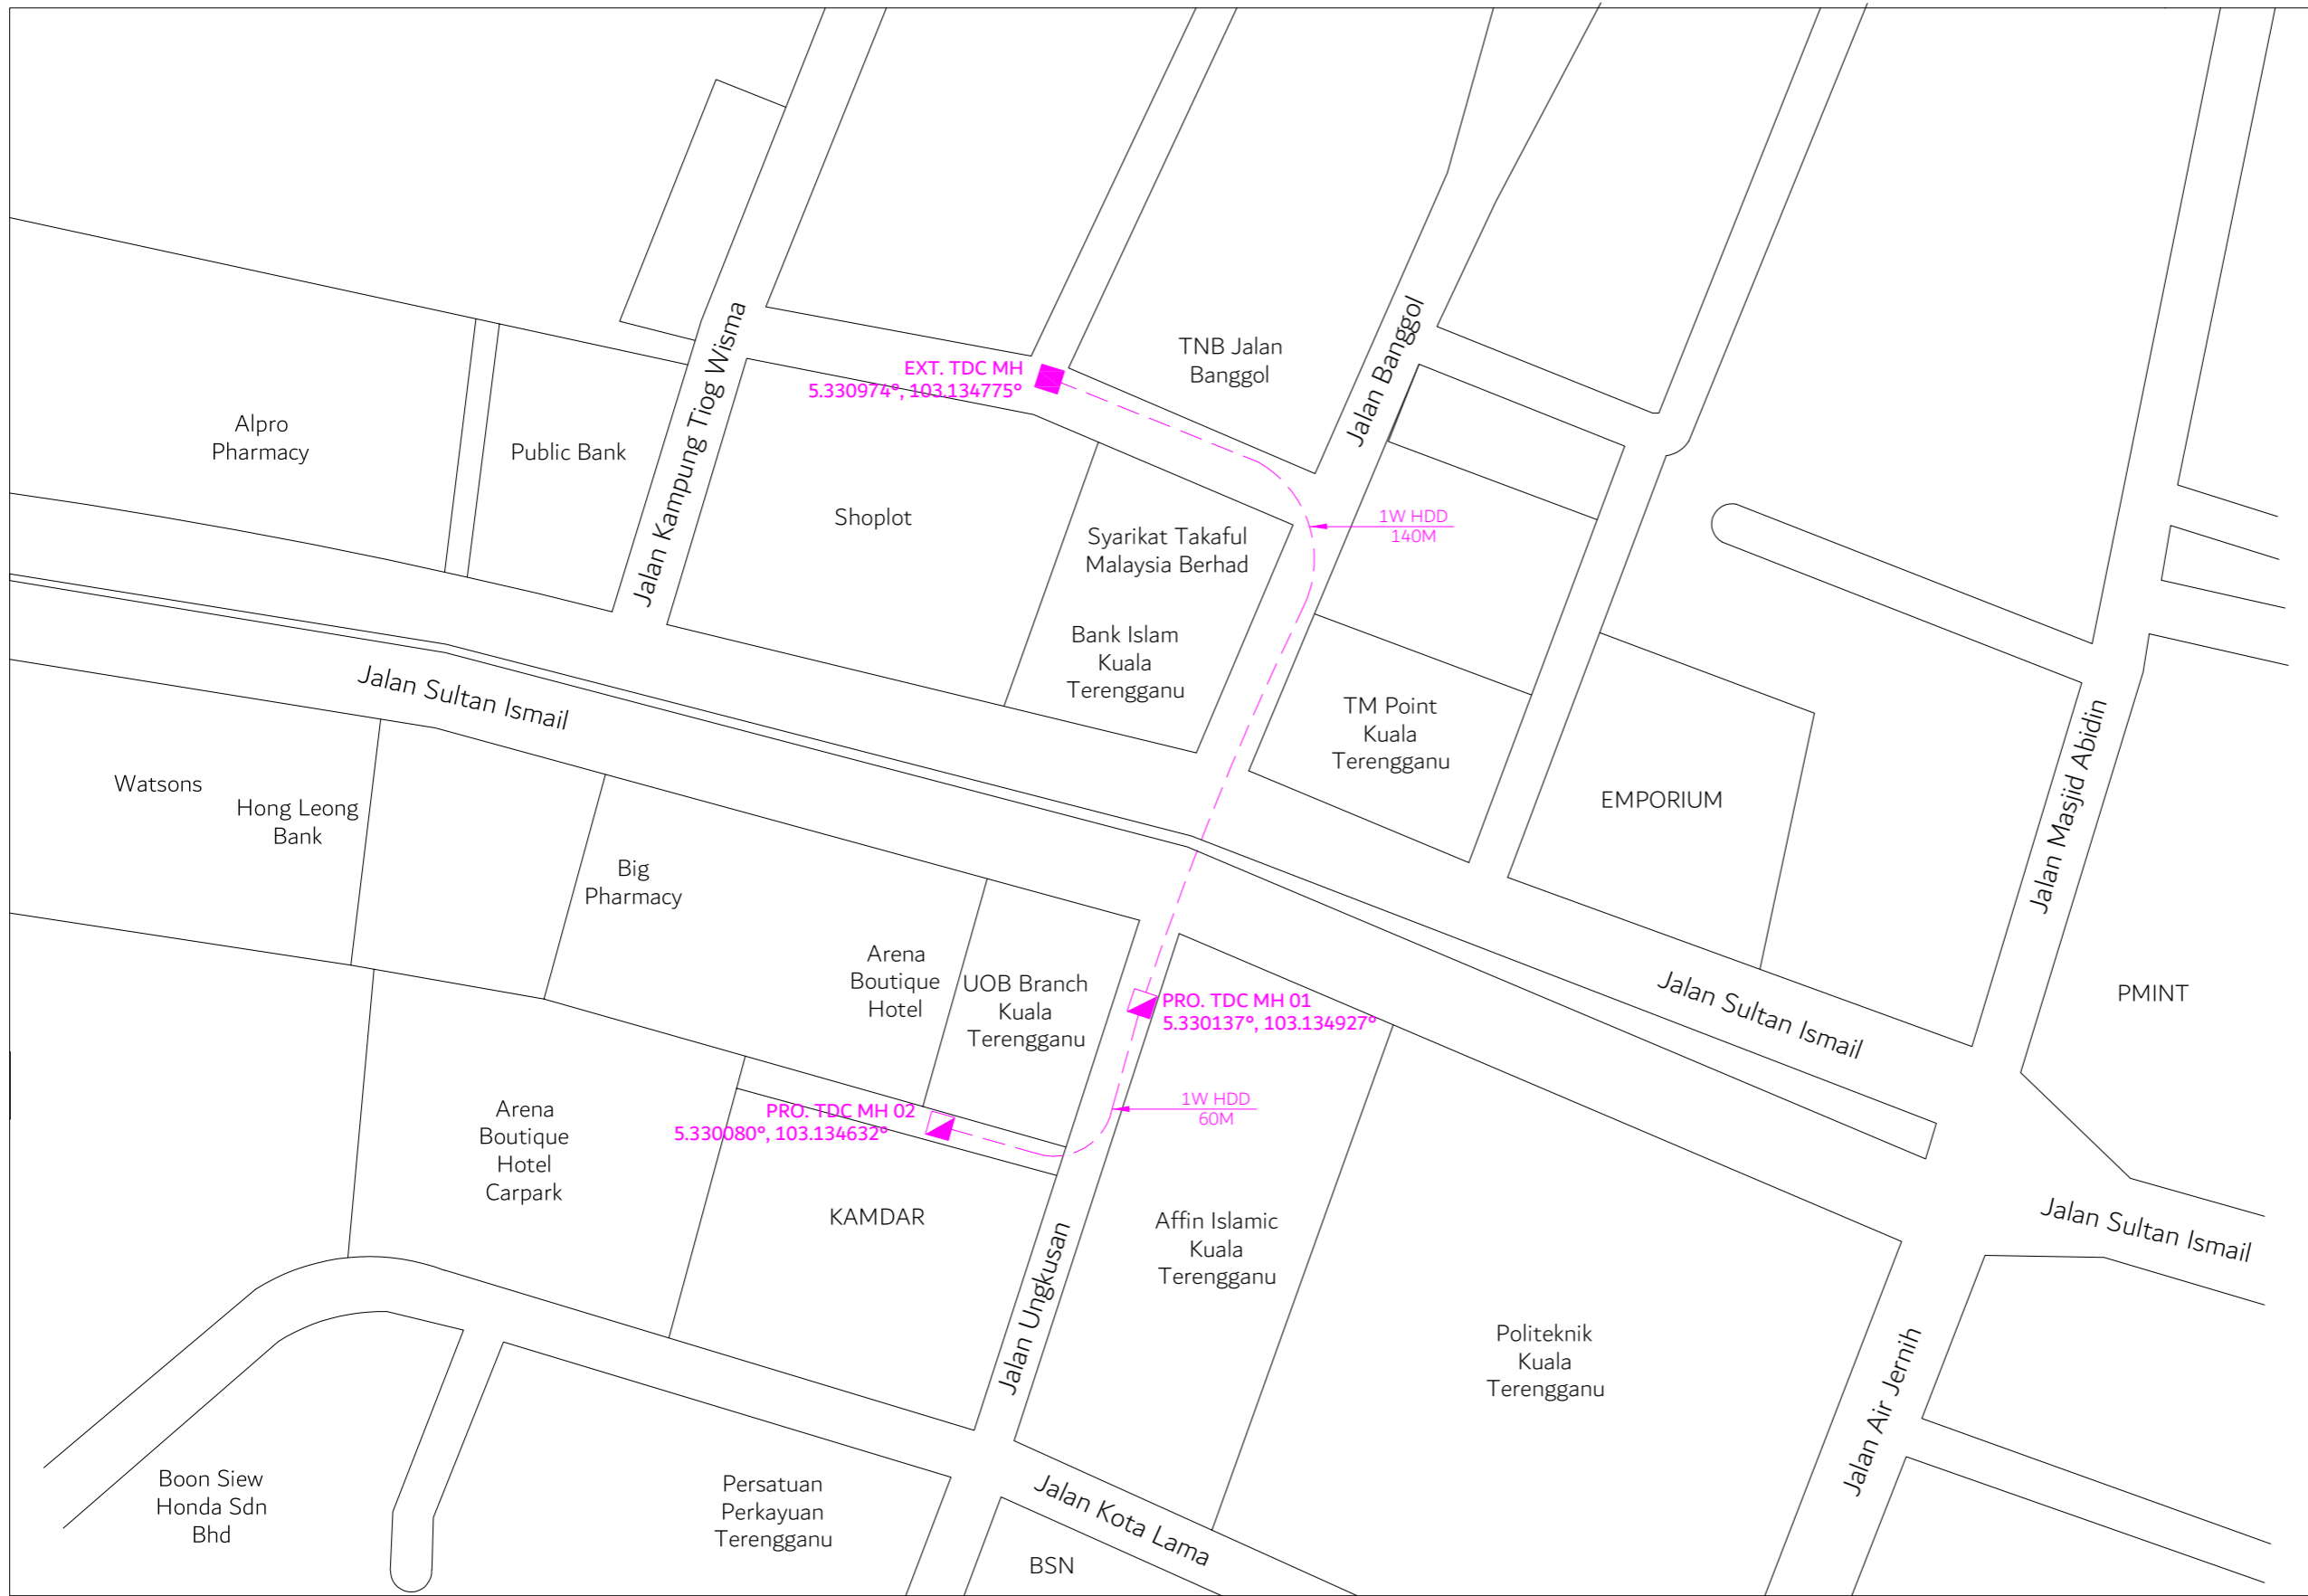 Jalan Kampung Tiog Wisma
EXT. TDC MH
5.330974°, 103.134775°
TNB Jalan
Banggol
Jalan Banggol
Alpro
Pharmacy
Public Bank
Shoplot
Syarikat Takaful
Malaysia Berhad
1W HDD
140M
Bank Islam
Kuala
Terengganu
Jalan Sultan Ismail
TM Point
Kuala
Terengganu
Watsons
Hong Leong
Bank
EMPORIUM
Jalan Masjid Abidin
Big
Pharmacy
Arena
Boutique
Hotel
UOB Branch
Kuala
Terengganu
PRO. TDC MH 01
5.330137°, 103.134927°
Jalan Sultan Ismail
PMINT
PRO. TDC MH 02
5.330080°, 103.134632°
1W HDD
60M
Arena
Boutique
Hotel
Carpark
KAMDAR
Jalan Ungkusan
Affin Islamic
Kuala
Terengganu
Jalan Sultan Ismail
Politeknik
Kuala
Terengganu
Jalan Air Jernih
Boon Siew
Honda Sdn
Bhd
Persatuan
Perkayuan
Terengganu
Jalan Kota Lama
BSN